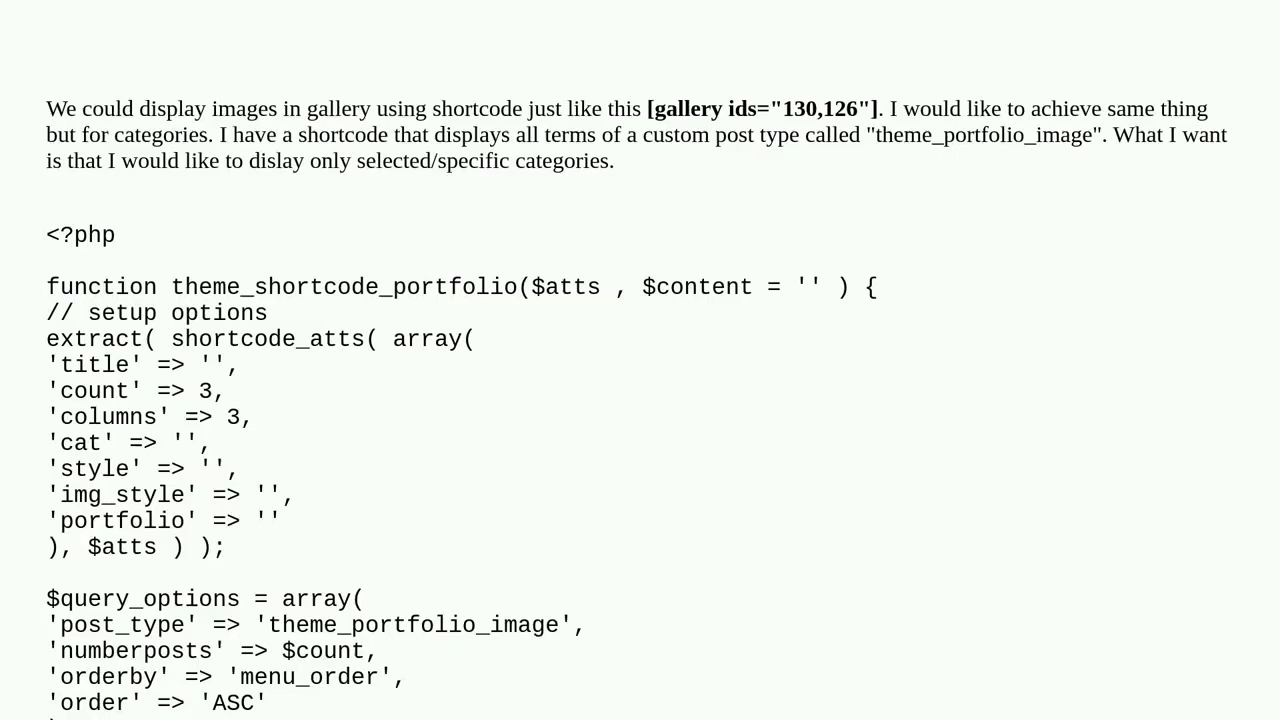 We could display images in gallery using shortcode just like this [gallery ids="130,126"]. I would like to achieve same thing
but for categories. I have a shortcode that displays all terms of a custom post type called "theme_portfolio_image". What I want
is that I would like to dislay only selected/specific categories.
<?php
function theme_shortcode_portfolio($atts , $content = '' ) {
// setup options
extract( shortcode_atts( array(
'title' => '',
'count' => 3,
'columns' => 3,
'cat' => '',
'style' => '',
'img_style' => '',
'portfolio' => ''
), $atts ) );
$query_options = array(
'post_type' => 'theme_portfolio_image',
'numberposts' => $count,
'orderby' => 'menu_order',
'order' => 'ASC'